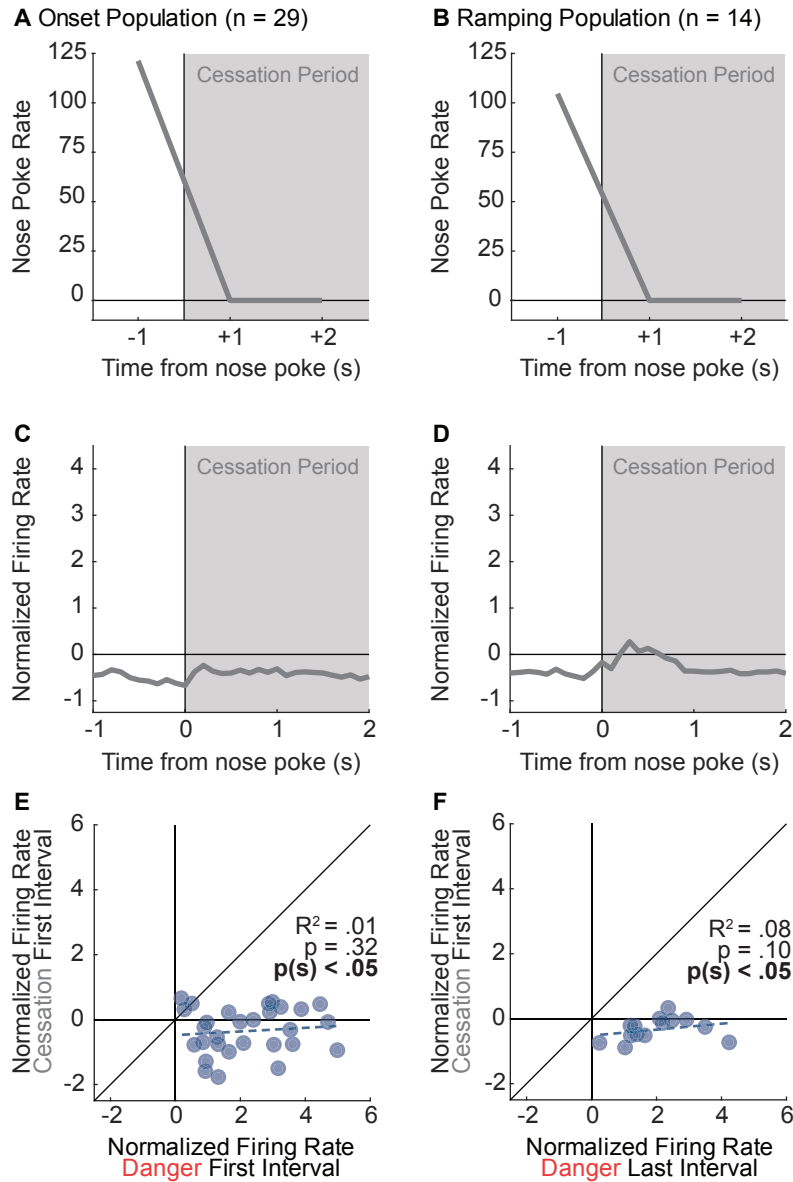 A Onset Population (n = 29)
B Ramping Population (n = 14)
Nose Poke Rate
125
100
75
50
25
0
Cessation Period
-1
+1
+2
Time from nose poke (s)
Nose Poke Rate
125
100
75
50
25
0
Cessation Period
-1
+1
+2
Time from nose poke (s)
C
Normalized Firing Rate
4
3
2
1
0
-1
Cessation Period
-1
0
1
2
Time from nose poke (s)
D
Normalized Firing Rate
4
3
2
1
0
-1
Cessation Period
-1
0
1
2
Time from nose poke (s)
E
Normalized Firing Rate
Cessation First Interval
6
4
2
0
-2
R² = .01
p = .32
p(s) < .05
-2
0
2
4
6
Normalized Firing Rate
Danger First Interval
F
Normalized Firing Rate
Cessation First Interval
6
4
2
0
-2
R² = .08
p = .10
p(s) < .05
-2
0
2
4
6
Normalized Firing Rate
Danger Last Interval